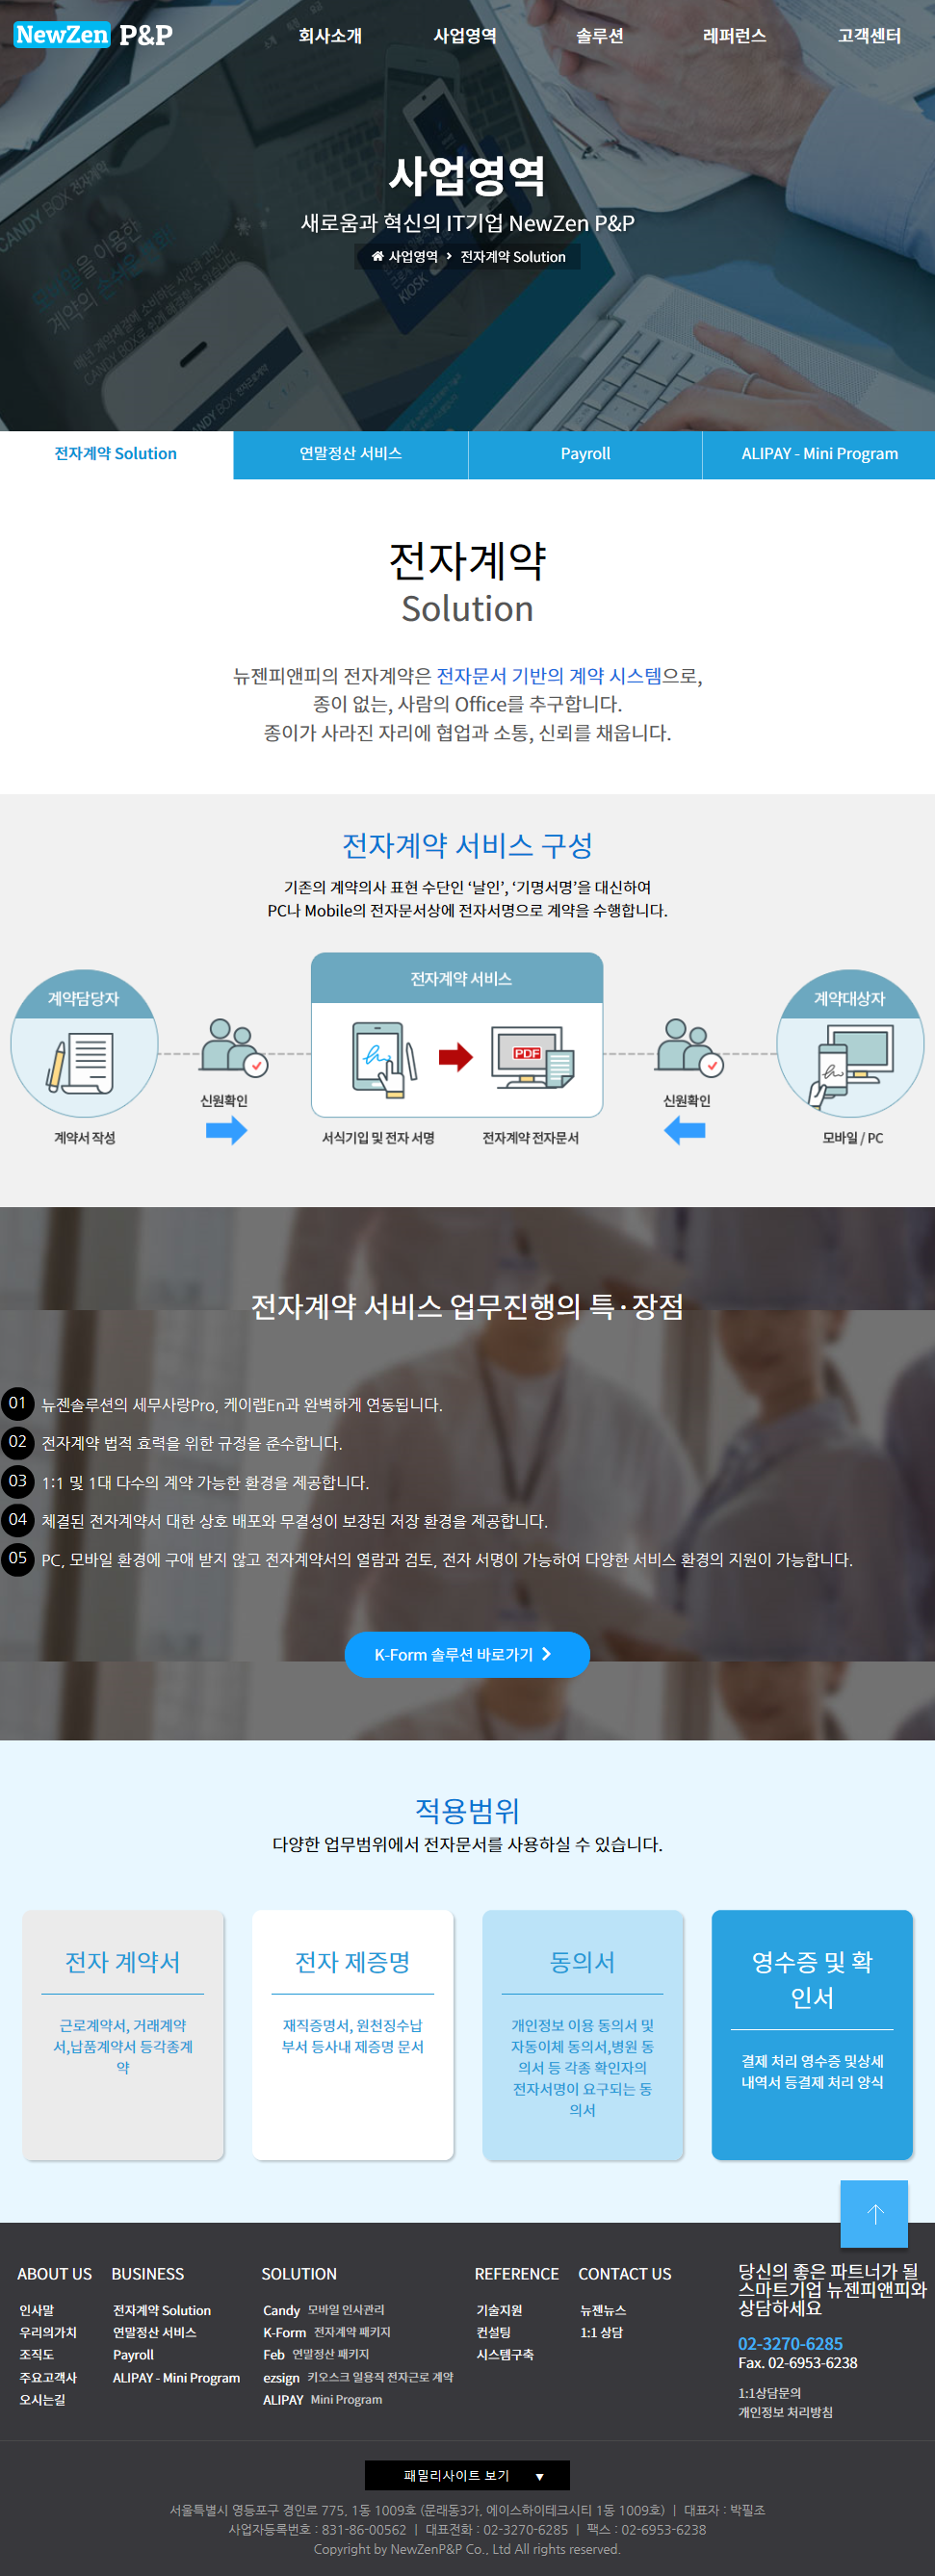 NewZen P&P
회사소개
사업영역
솔루션
레퍼런스
고객센터
사업영역
새로움과 혁신의 IT기업 NewZen P&P
사업영역 > 전자계약 Solution
CANDY BOX 전자계약
모바일을 이용한
KIOSK
CANDY BOX 전자근로계약
전자계약 Solution
연말정산 서비스
Payroll
ALIPAY - Mini Program
전자계약
Solution
뉴젠피앤피의 전자계약은 전자문서 기반의 계약 시스템으로,
종이 없는, 사람의 Office를 추구합니다.
종이가 사라진 자리에 협업과 소통, 신뢰를 채웁니다.
전자계약 서비스 구성
기존의 계약의사 표현 수단인 ‘날인’, ‘기명서명’을 대신하여
PC나 Mobile의 전자문서상에 전자서명으로 계약을 수행합니다.
계약담당자
전자계약 서비스
계약대상자
PDF
신원확인
신원확인
계약서 작성
서식기입 및 전자 서명
전자계약 전자문서
모바일 / PC
전자계약 서비스 업무진행의 특·장점
01 뉴젠솔루션의 세무사랑Pro, 케이랩En과 완벽하게 연동됩니다.
02 전자계약 법적 효력을 위한 규정을 준수합니다.
03 1:1 및 1대 다수의 계약 가능한 환경을 제공합니다.
04 체결된 전자계약서 대한 상호 배포와 무결성이 보장된 저장 환경을 제공합니다.
05 PC, 모바일 환경에 구애 받지 않고 전자계약서의 열람과 검토, 전자 서명이 가능하여 다양한 서비스 환경의 지원이 가능합니다.
K-Form 솔루션 바로가기 >
적용범위
다양한 업무범위에서 전자문서를 사용하실 수 있습니다.
전자 계약서
근로계약서, 거래계약
서,납품계약서 등각종계
약
전자 제증명
재직증명서, 원천징수납
부서 등사내 제증명 문서
동의서
개인정보 이용 동의서 및
자동이체 동의서,병원 동
의서 등 각종 확인자의
전자서명이 요구되는 동
의서
영수증 및 확
인서
결제 처리 영수증 및상세
내역서 등결제 처리 양식
ABOUT US
인사말
우리의가치
조직도
주요고객사
오시는길
BUSINESS
전자계약 Solution
연말정산 서비스
Payroll
ALIPAY - Mini Program
SOLUTION
Candy 모바일 인사관리
K-Form 전자계약 패키지
Feb 연말정산 패키지
ezsign 키오스크 일용직 전자근로 계약
ALIPAY Mini Program
REFERENCE
기술지원
컨설팅
시스템구축
CONTACT US
뉴젠뉴스
1:1 상담
당신의 좋은 파트너가 될
스마트기업 뉴젠피앤피와
상담하세요
02-3270-6285
Fax. 02-6953-6238
1:1상담문의
개인정보 처리방침
패밀리사이트 보기 ▼
서울특별시 영등포구 경인로 775, 1동 1009호 (문래동3가, 에이스하이테크시티 1동 1009호) | 대표자 : 박필조
사업자등록번호 : 831-86-00562 | 대표전화 : 02-3270-6285 | 팩스 : 02-6953-6238
Copyright by NewZenP&P Co., Ltd All rights reserved.